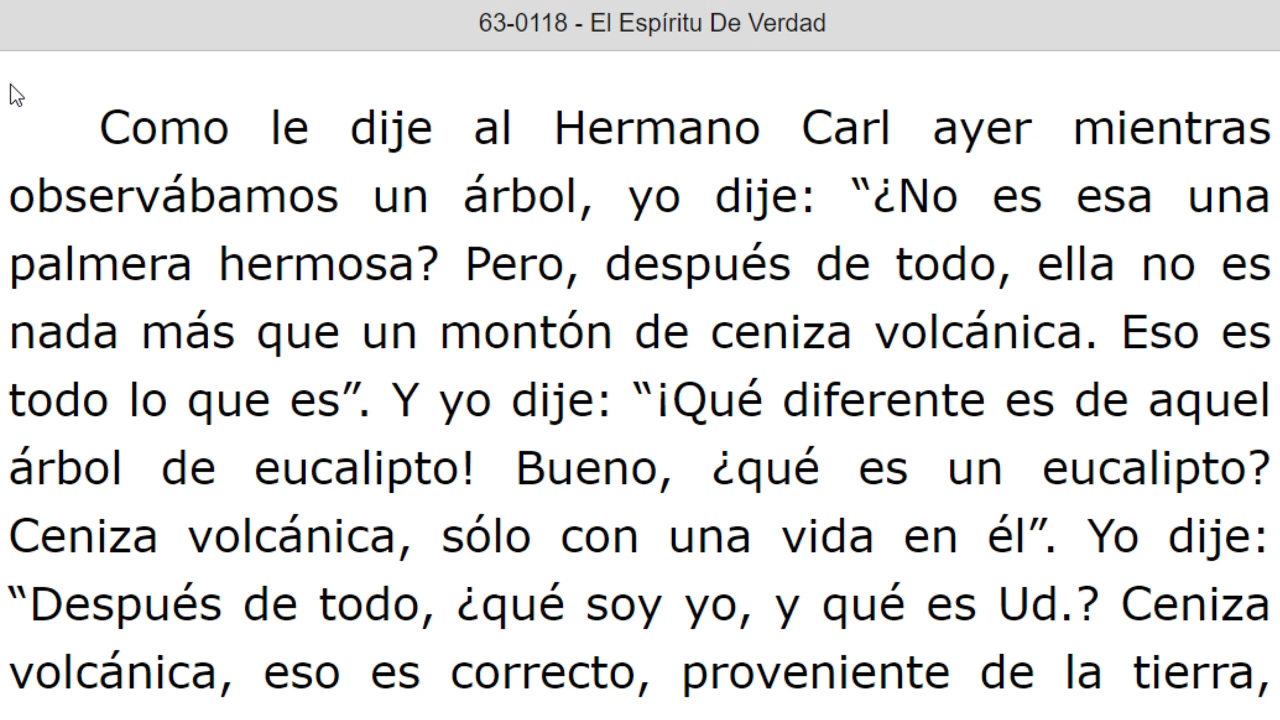 63-0118 - El Espíritu De Verdad
Como le dije al Hermano Carl ayer mientras
observábamos un árbol, yo dije: “¿No es esa una
palmera hermosa? Pero, después de todo, ella no es
nada más que un montón de ceniza volcánica. Eso es
todo lo que es”. Y yo dije: “¡Qué diferente es de aquel
árbol de eucalipto! Bueno, ¿qué es un eucalipto?
Ceniza volcánica, sólo con una vida en él”. Yo dije:
“Después de todo, ¿qué soy yo, y qué es Ud.? Ceniza
volcánica, eso es correcto, proveniente de la tierra,